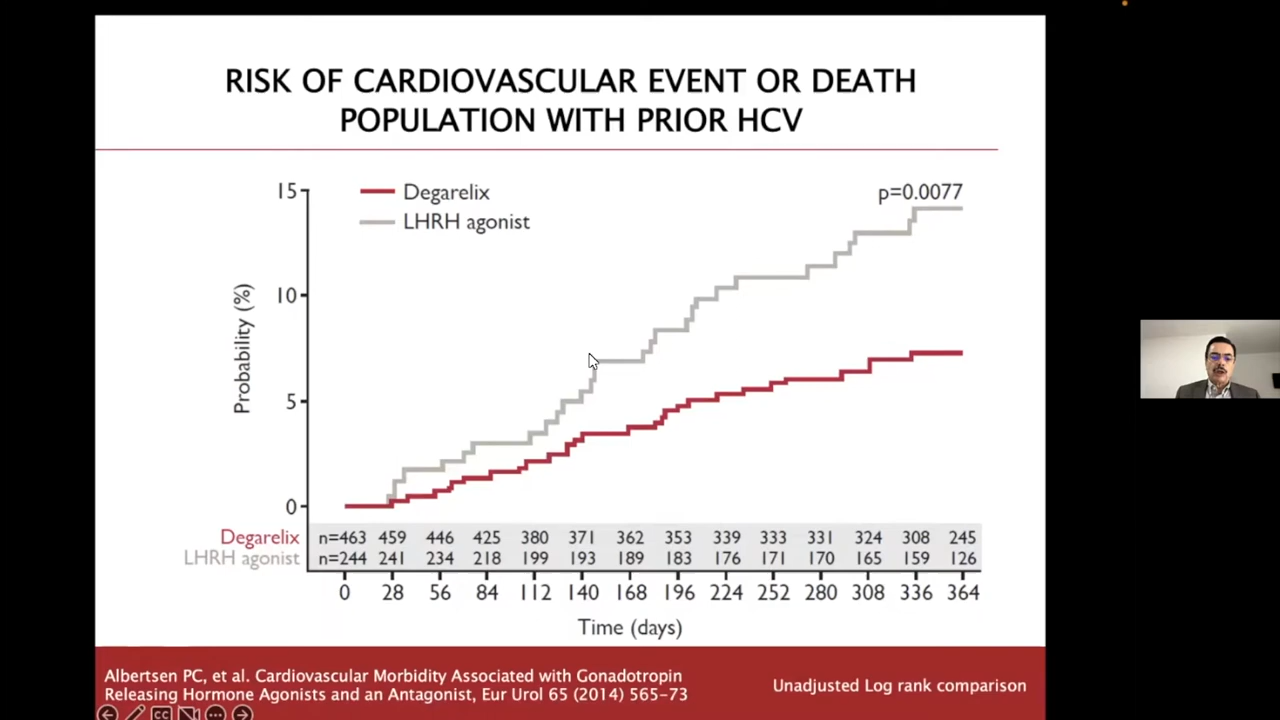 RISK OF CARDIOVASCULAR EVENT OR DEATH
POPULATION WITH PRIOR HCV
15
Degarelix
p=0.0077
LHRH agonist
Probability (%)
10
5
0
Degarelix n=463 459 446 425 380 371 362 353 339 333 331 324 308 245
LHRH agonist n=244 241 234 218 199 193 189 183 176 171 170 165 159 126
0 28 56 84 112 140 168 196 224 252 280 308 336 364
Time (days)
Albertsen PC, et al. Cardiovascular Morbidity Associated with Gonadotropin
Releasing Hormone Agonists and an Antagonist, Eur Urol 65 (2014) 565-73
Unadjusted Log rank comparison
CC